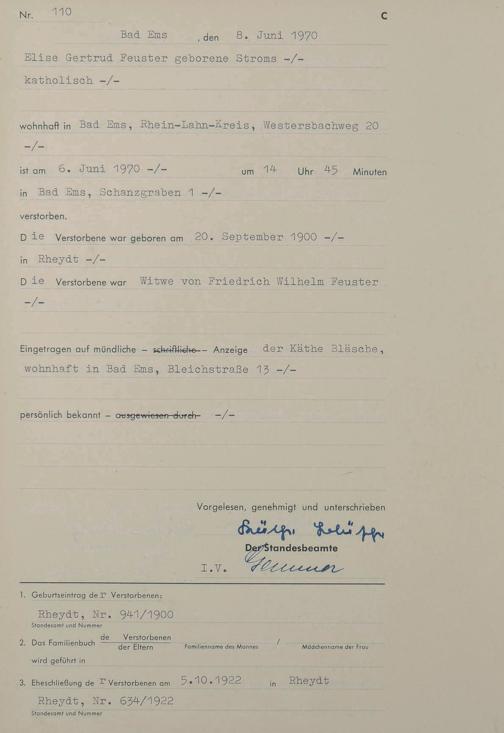 Nr. 110 C
Bad Ems , den 8. Juni 1970
Elise Gertrud Feuster geborene Stroms -/-
katholisch -/-
wohnhaft in Bad Ems, Rhein-Lahn-Kreis, Westersbachweg 20
-/-
ist am 6. Juni 1970 -/- um 14 Uhr 45 Minuten
in Bad Ems, Schanzgraben 1 -/-
verstorben.
D ie Verstorbene war geboren am 20. September 1900 -/-
in Rheydt -/-
D ie Verstorbene war Witwe von Friedrich Wilhelm Feuster
-/-
Eingetragen auf mündliche – schriftliche – Anzeige der Käthe Bläsche,
wohnhaft in Bad Ems, Bleichstraße 13 -/-
persönlich bekannt – ausgewiesen durch -/-
Vorgelesen, genehmigt und unterschrieben
Der Standesbeamte
I.V.
1. Geburtseintrag de r Verstorbenen:
Rheydt, Nr. 941/1900
Standesamt und Nummer
2. Das Familienbuch de Verstorbenen /
der Eltern Familienname des Mannes Mädchenname der Frau
wird geführt in
3. Eheschließung de r Verstorbenen am 5.10.1922 in Rheydt
Rheydt, Nr. 634/1922
Standesamt und Nummer